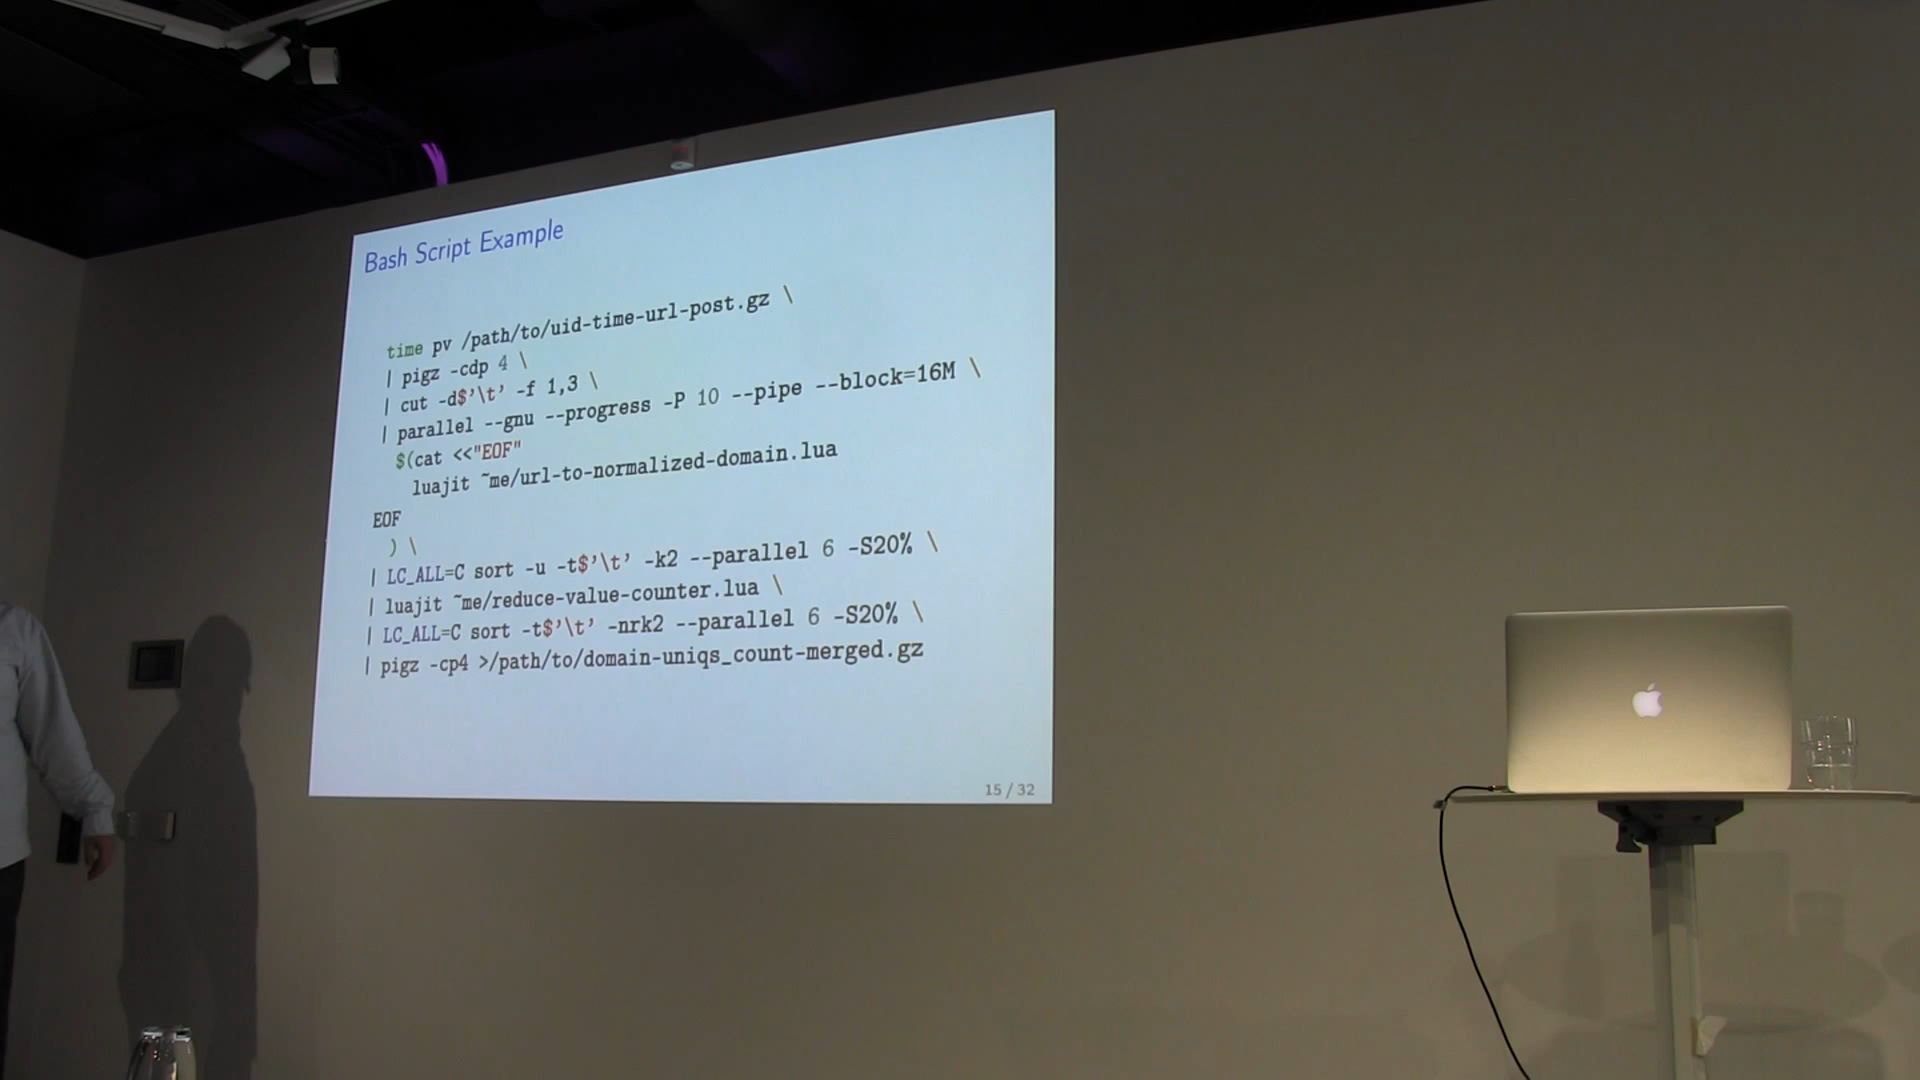 Bash Script Example
time pv /path/to/uid-time-url-post.gz \
| pigz -cdp 4 \
| cut -d$'\t' -f 1,3 \
| parallel --gnu --progress -P 10 --pipe --block=16M \
$(cat <<"EOF"
luajit ~me/url-to-normalized-domain.lua
EOF
) \
| LC_ALL=C sort -u -t$'\t' -k2 --parallel 6 -S20% \
| luajit ~me/reduce-value-counter.lua \
| LC_ALL=C sort -t$'\t' -nrk2 --parallel 6 -S20% \
| pigz -cp4 >/path/to/domain-uniqs_count-merged.gz
15 / 32